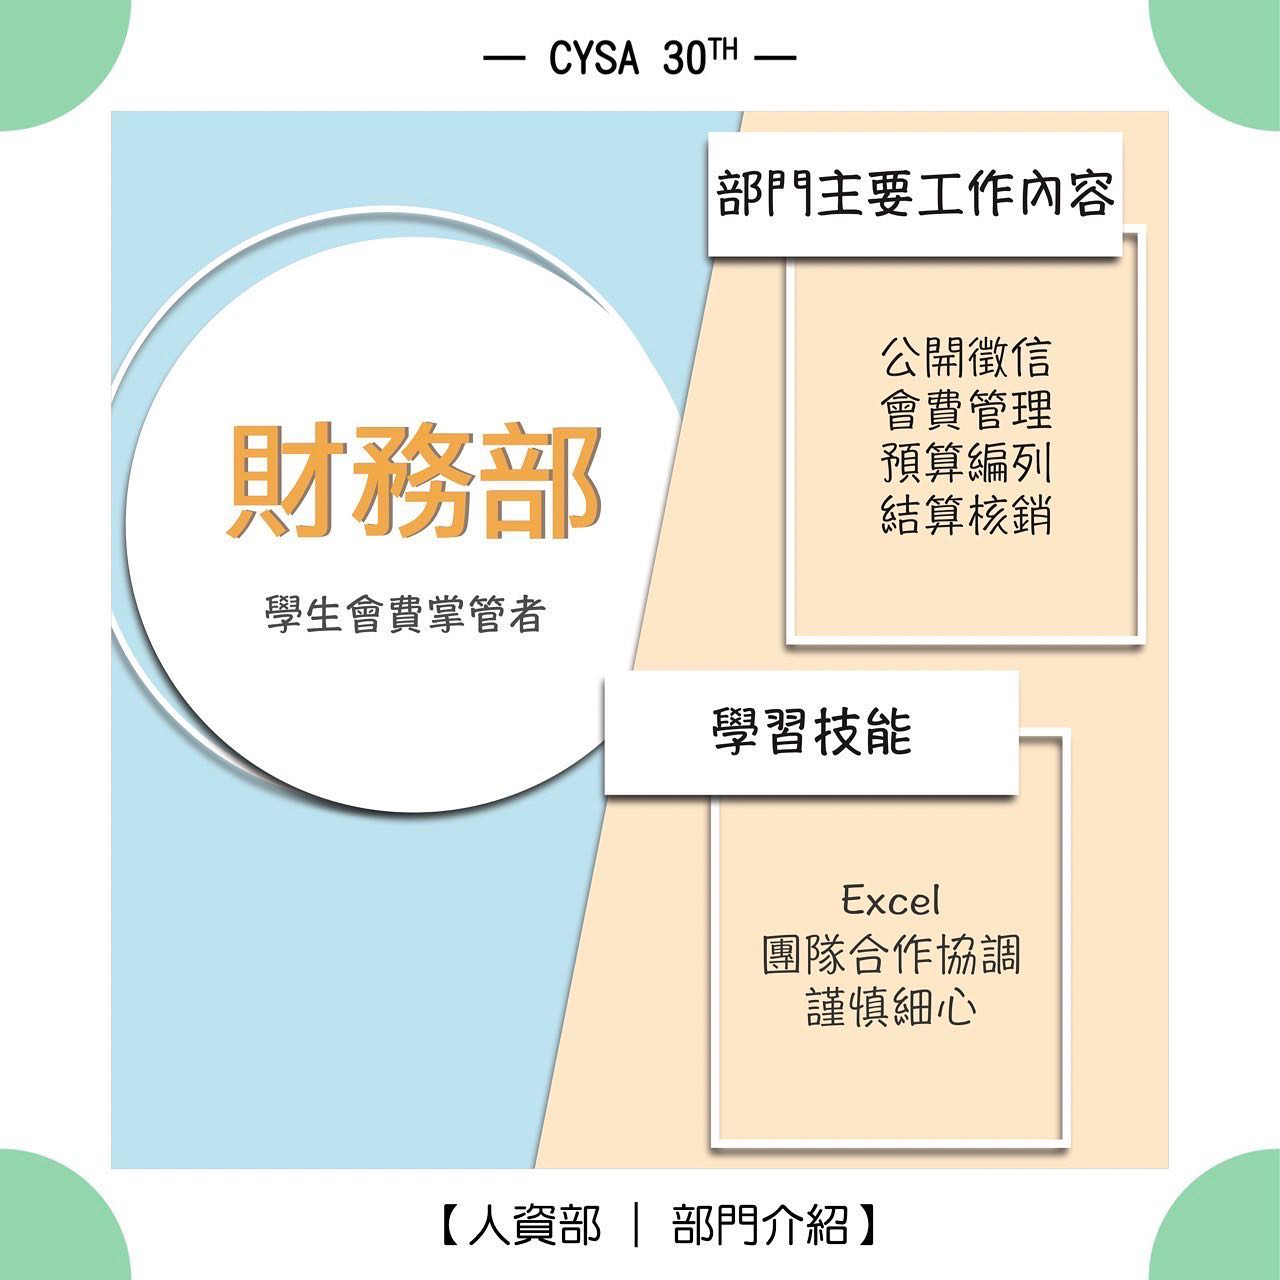 — CYSA 30TH —
財務部
學生會費掌管者
部門主要工作內容
公開徵信
會費管理
預算編列
結算核銷
學習技能
Excel
團隊合作協調
謹慎細心
【人資部 | 部門介紹】